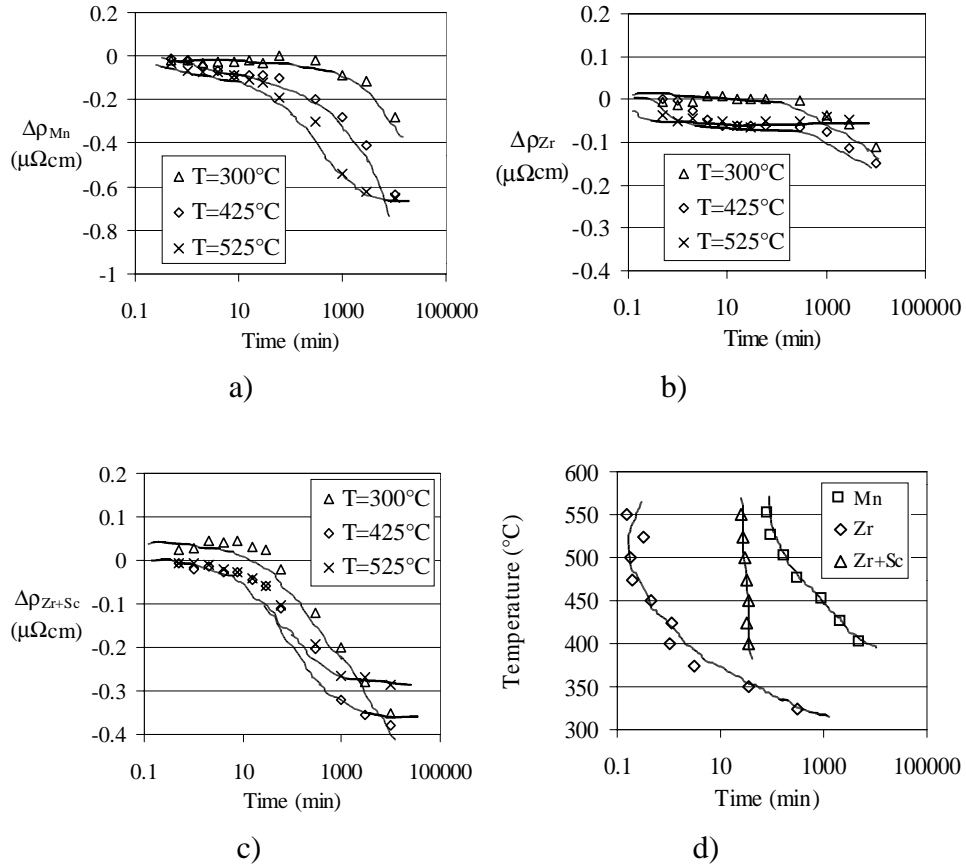 0.2
0
-0.2
-0.4
-0.6
-0.8
-1
ΔρMn
(μΩcm)
T=300°C
T=425°C
T=525°C
0.1 10 1000 100000
Time (min)
a)
0.2
0.1
0
-0.1
-0.2
-0.3
-0.4
ΔρZr
(μΩcm)
T=300°C
T=425°C
T=525°C
0.1 10 1000 100000
Time (min)
b)
0.2
0.1
0
-0.1
-0.2
-0.3
-0.4
ΔρZr+Sc
(μΩcm)
T=300°C
T=425°C
T=525°C
0.1 10 1000 100000
Time (min)
c)
600
550
500
450
400
350
300
Temperature (°C)
Mn
Zr
Zr+Sc
0.1 10 1000 100000
Time (min)
d)